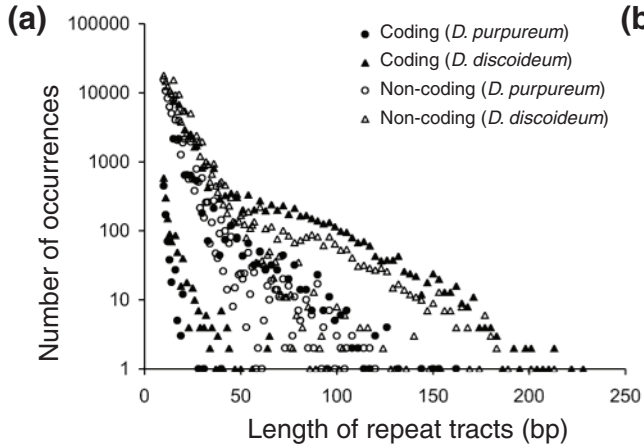 (a)
(b
Number of occurrences
100000
10000
1000
100
10
1
Coding (D. purpureum)
Coding (D. discoideum)
Non-coding (D. purpureum)
Non-coding (D. discoideum)
0 50 100 150 200 250
Length of repeat tracts (bp)